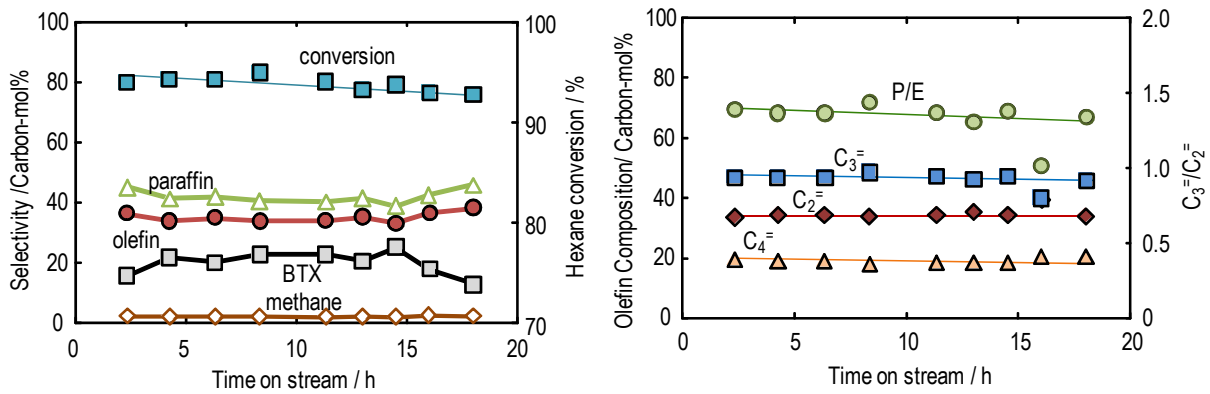 100
80
60
40
20
0
Selectivity /Carbon-mol%
conversion
paraffin
olefin
BTX
methane
100
90
80
70
Hexane conversion / %
0
5
10
15
20
Time on stream / h
100
80
60
40
20
0
Olefin Composition/ Carbon-mol%
P/E
C₃⁼
C₂⁼
C₄⁼
2.0
1.5
1.0
0.5
0
C₃⁼/C₂⁼
0
5
10
15
20
Time on stream / h